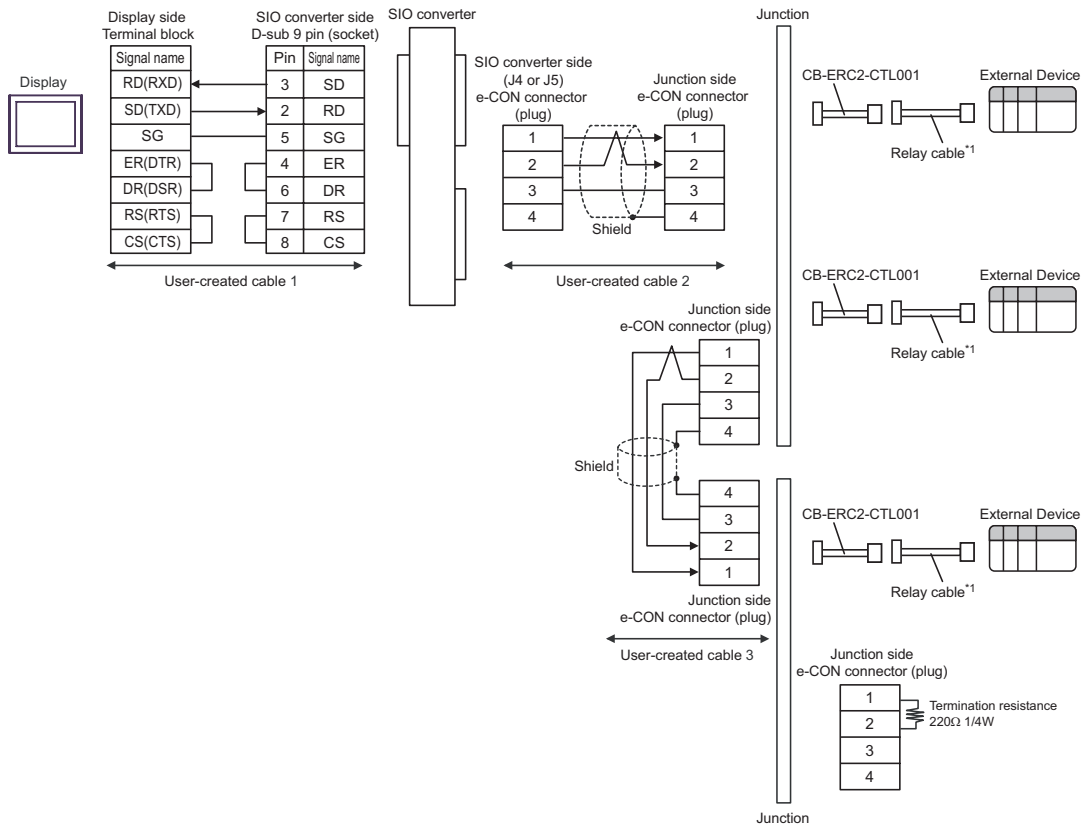 Display
Display side
Terminal block
Signal name
RD(RXD)
SD(TXD)
SG
ER(DTR)
DR(DSR)
RS(RTS)
CS(CTS)
SIO converter side
D-sub 9 pin (socket)
Pin Signal name
3 SD
2 RD
5 SG
4 ER
6 DR
7 RS
8 CS
User-created cable 1
SIO converter
SIO converter side
(J4 or J5)
e-CON connector
(plug)
1
2
3
4
Shield
Junction side
e-CON connector
(plug)
1
2
3
4
User-created cable 2
Junction
CB-ERC2-CTL001
Relay cable*1
External Device
CB-ERC2-CTL001
Relay cable*1
External Device
Junction side
e-CON connector (plug)
1
2
3
4
Shield
4
3
2
1
Junction side
e-CON connector (plug)
User-created cable 3
CB-ERC2-CTL001
Relay cable*1
External Device
Junction side
e-CON connector (plug)
1
2
3
4
Termination resistance
220Ω 1/4W
Junction